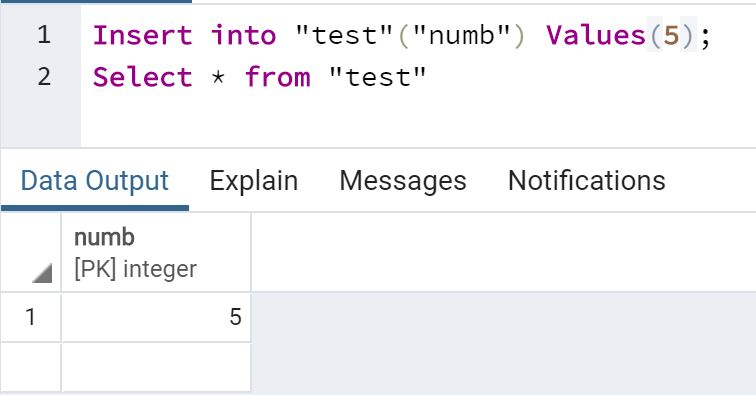 1 Insert into "test"("numb") Values(5);
2 Select * from "test"
Data Output Explain Messages Notifications
numb
[PK] integer
1 5